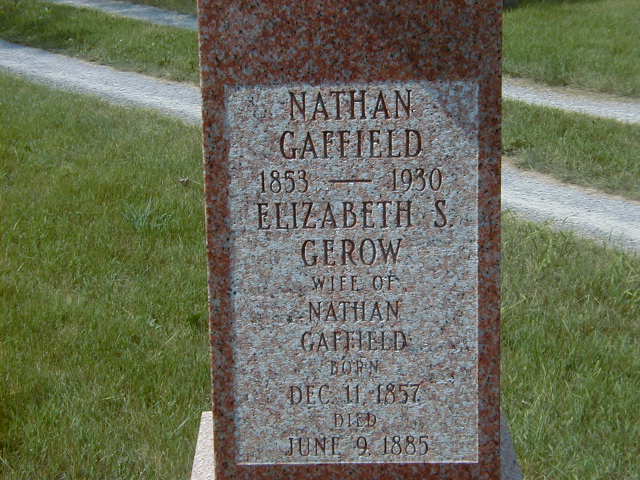 NATHAN
GAFFIELD
1853 — 1930
ELIZABETH S.
GEROW
WIFE OF
NATHAN
GAFFIELD
BORN
DEC. 11, 1857
DIED
JUNE 9, 1885